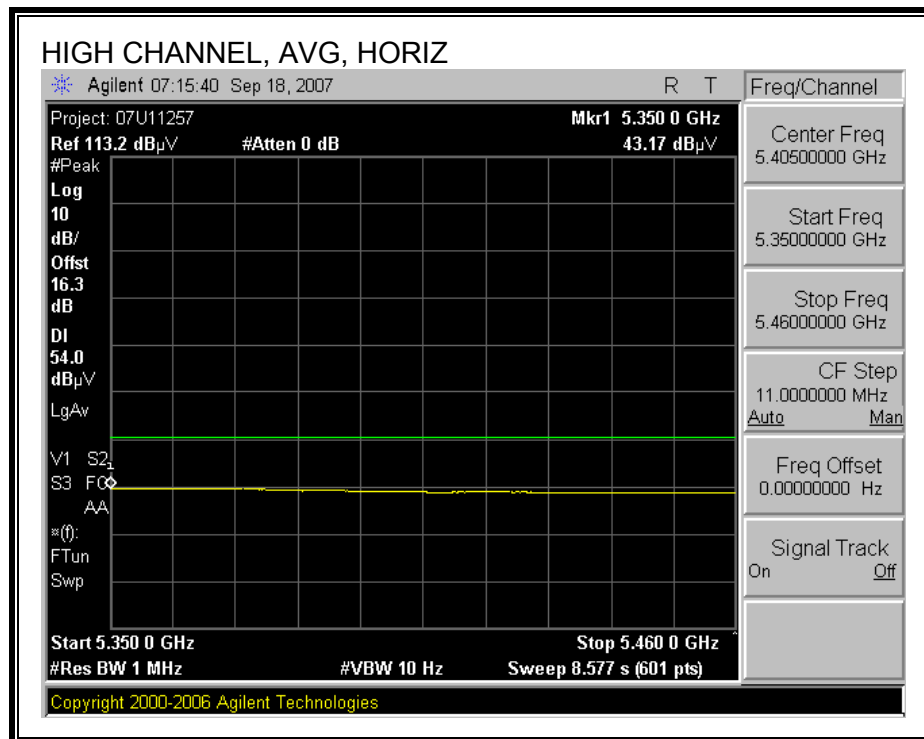 HIGH CHANNEL, AVG, HORIZ
Agilent 07:15:40 Sep 18, 2007 R T
Freq/Channel
Project: 07U11257 Mkr1 5.350 0 GHz
Ref 113.2 dBµV #Atten 0 dB 43.17 dBµV
#Peak
Log
10
dB/
Offst
16.3
dB
DI
54.0
dBµV
LgAv
V1 S2
S3 FC
AA
¤(f):
FTun
Swp
1
Start 5.350 0 GHz Stop 5.460 0 GHz
#Res BW 1 MHz #VBW 10 Hz Sweep 8.577 s (601 pts)
Copyright 2000-2006 Agilent Technologies
Center Freq
5.40500000 GHz
Start Freq
5.35000000 GHz
Stop Freq
5.46000000 GHz
CF Step
11.0000000 MHz
Auto Man
Freq Offset
0.00000000 Hz
Signal Track
On Off